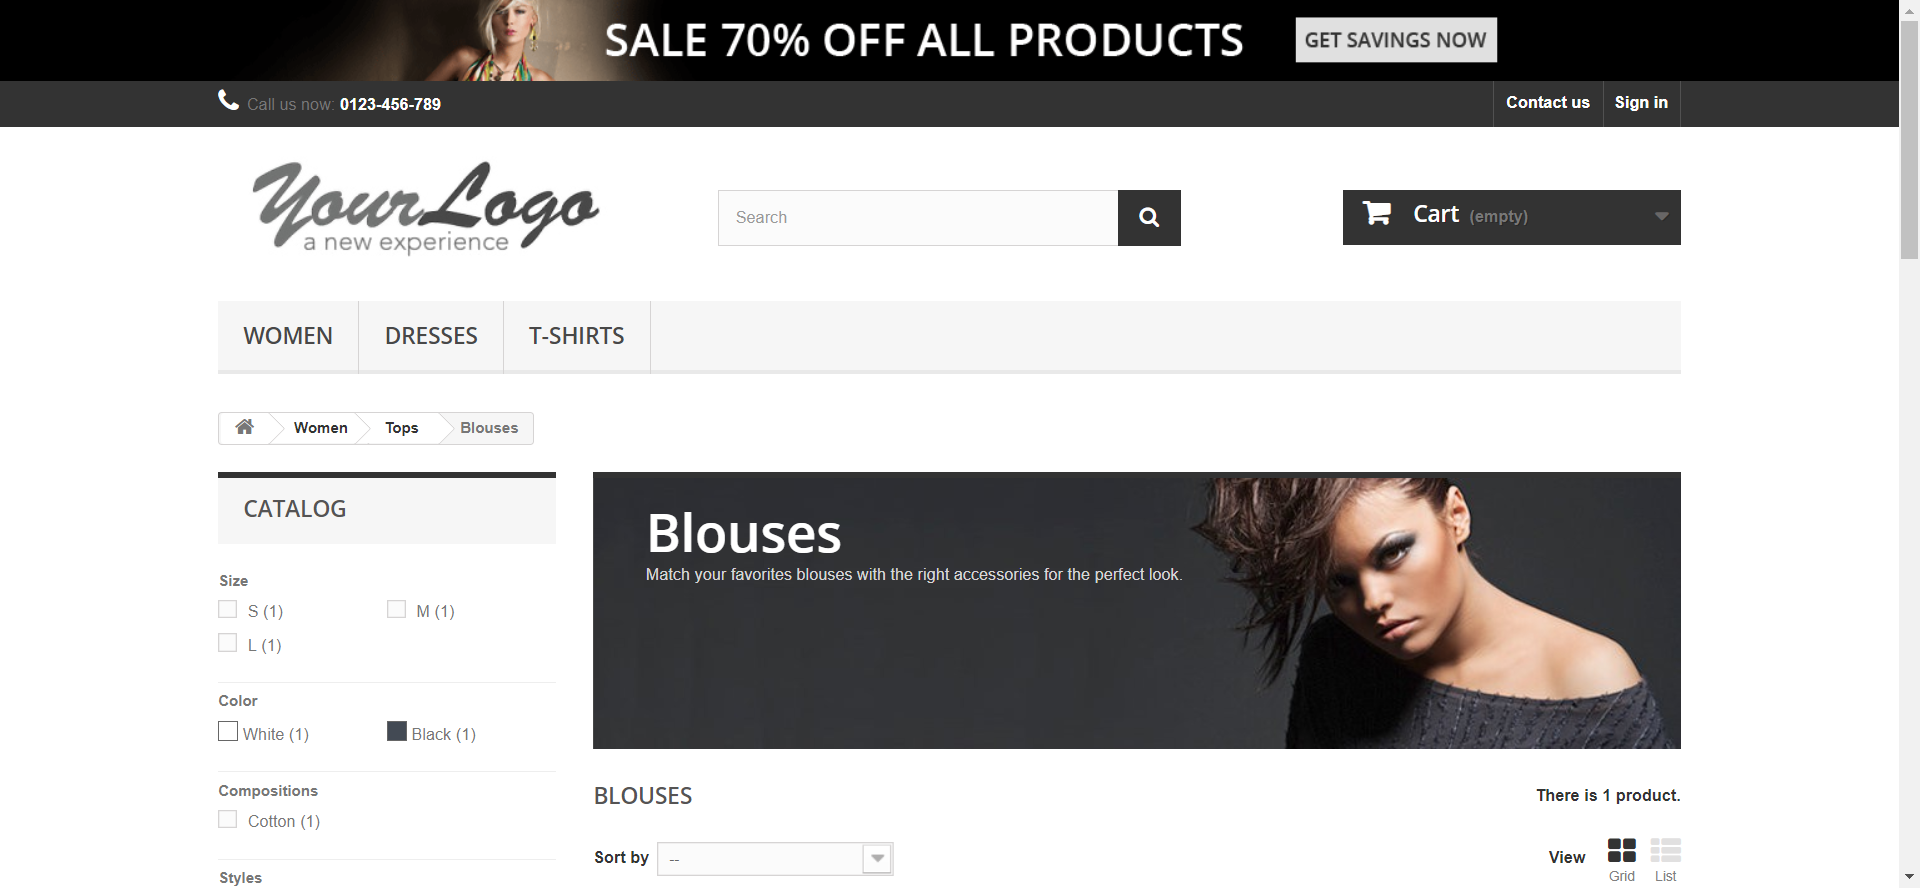 SALE 70% OFF ALL PRODUCTS GET SAVINGS NOW
Call us now: 0123-456-789 Contact us Sign in
YourLogo
a new experience
Search
Cart (empty)
WOMEN DRESSES T-SHIRTS
Women Tops Blouses
CATALOG
Size
S (1) M (1)
L (1)
Color
White (1) Black (1)
Compositions
Cotton (1)
Styles
Blouses
Match your favorites blouses with the right accessories for the perfect look.
BLOUSES There is 1 product.
Sort by -- View
Grid List